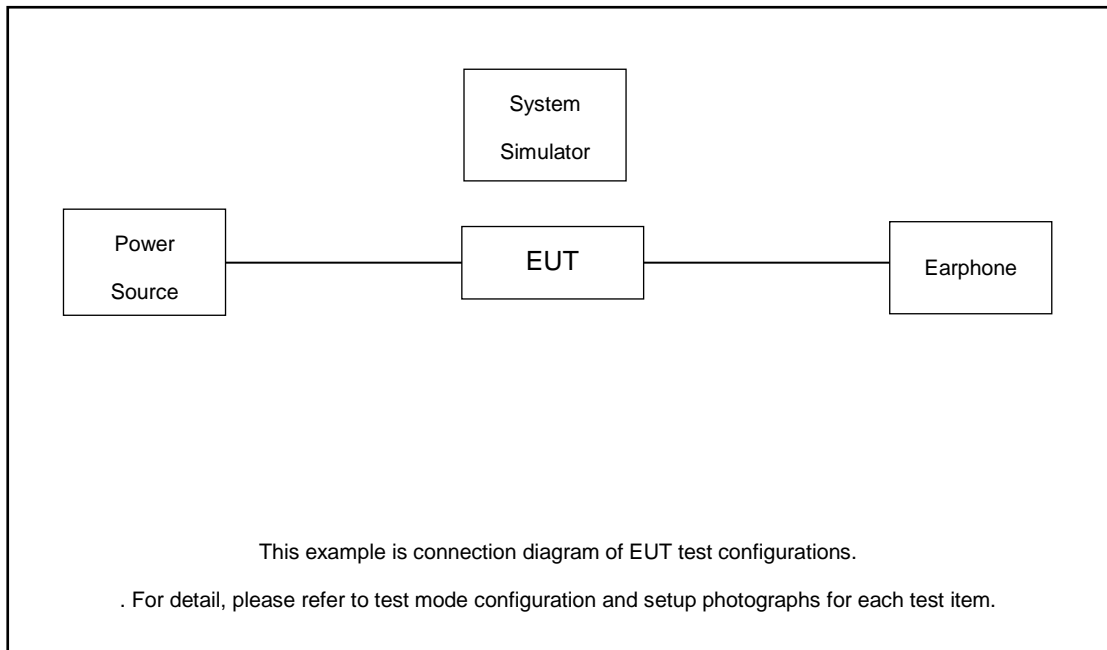 System
Simulator
Power
Source
EUT
Earphone
This example is connection diagram of EUT test configurations.
. For detail, please refer to test mode configuration and setup photographs for each test item.